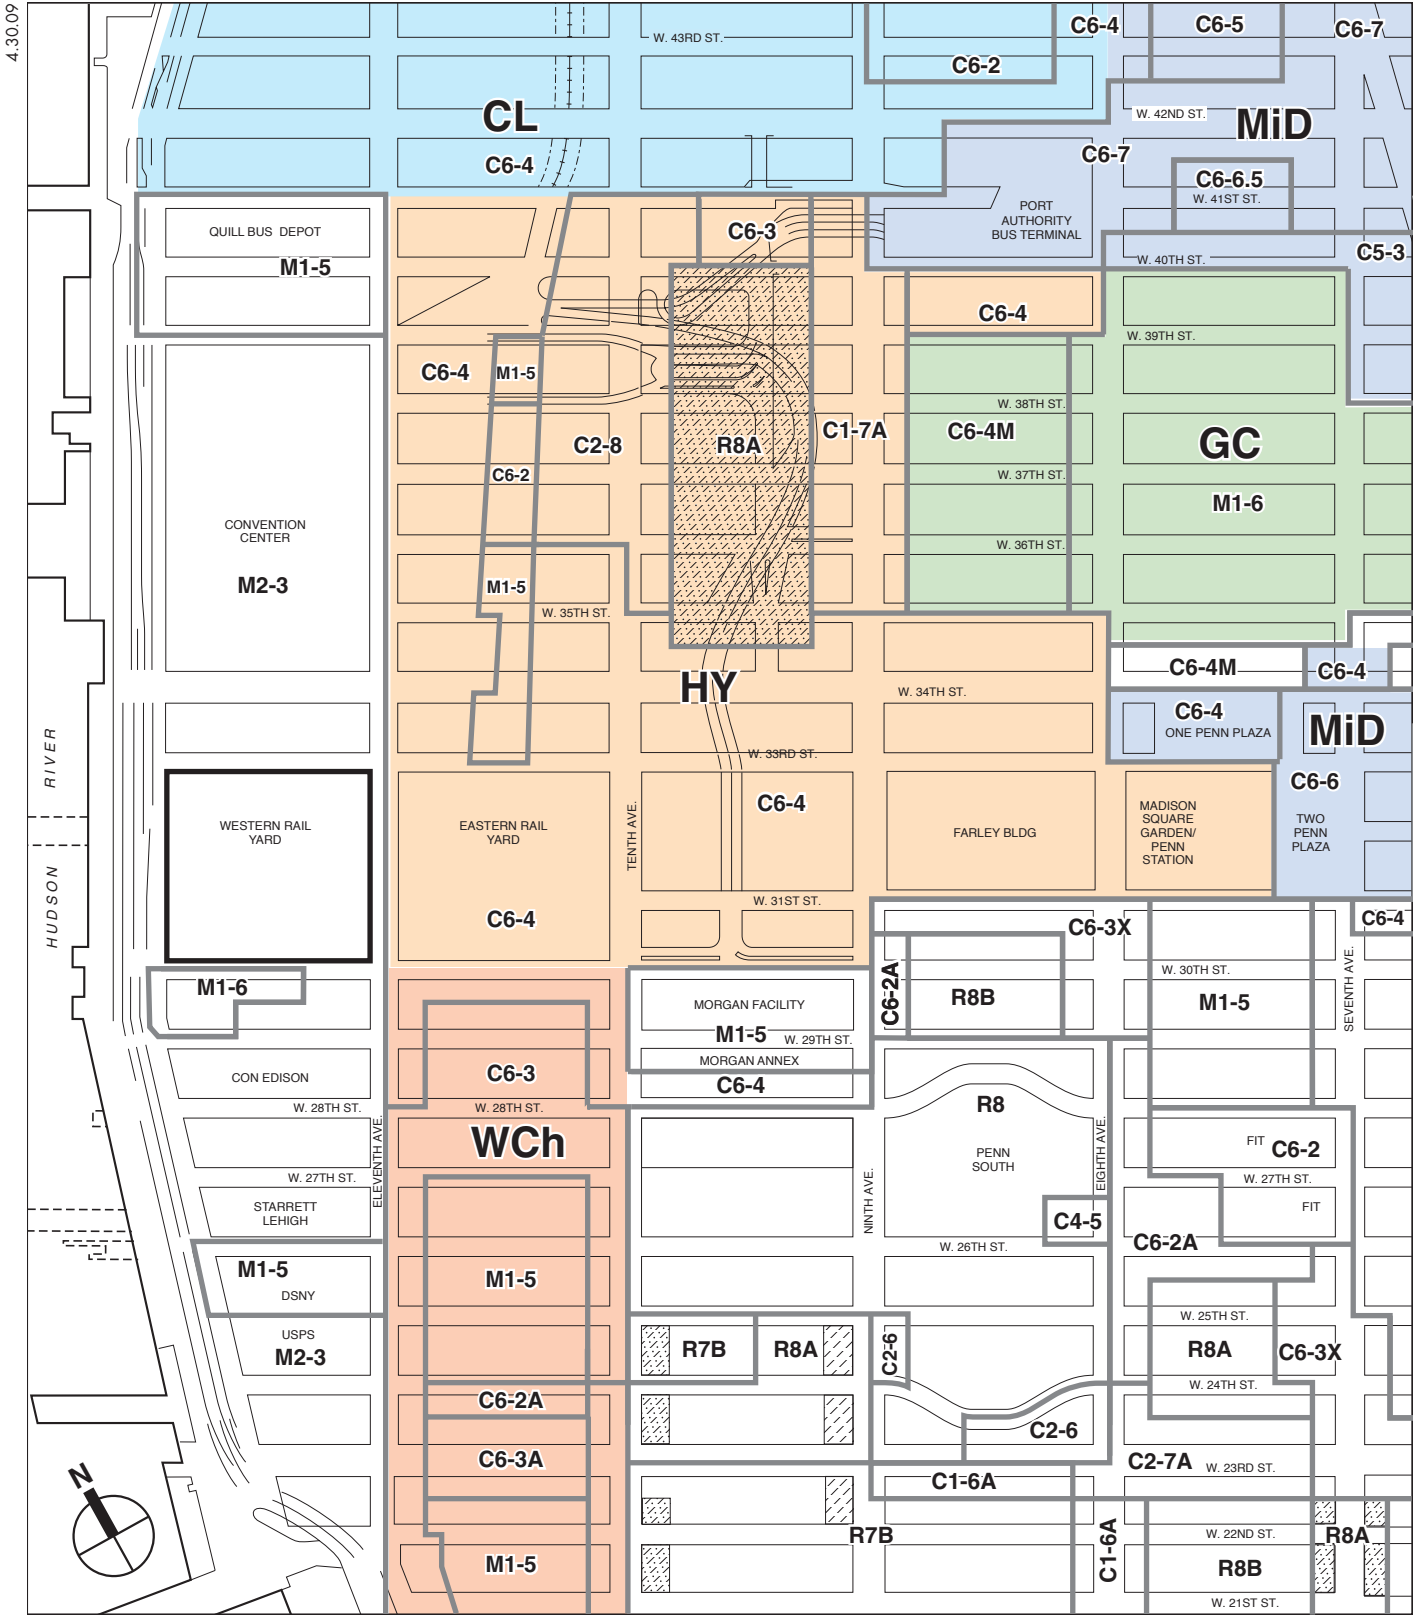 4.30.09
W. 43RD ST.
C6-4
C6-5
C6-7
C6-2
CL
W. 42ND ST.
MiD
C6-4
C6-7
C6-6.5
W. 41ST ST.
QUILL BUS DEPOT
M1-5
C6-3
PORT
AUTHORITY
BUS TERMINAL
C5-3
W. 40TH ST.
C6-4
W. 39TH ST.
C6-4
M1-5
W. 38TH ST.
C2-8
R8A
C1-7A
C6-4M
GC
C6-2
W. 37TH ST.
M1-6
CONVENTION
CENTER
M2-3
W. 36TH ST.
M1-5
W. 35TH ST.
C6-4M
C6-4
HY
W. 34TH ST.
C6-4
ONE PENN PLAZA
MiD
W. 33RD ST.
RIVER
HUDSON
C6-6
C6-4
WESTERN RAIL
YARD
EASTERN RAIL
YARD
TENTH AVE.
FARLEY BLDG
MADISON
SQUARE
GARDEN/
PENN
STATION
TWO
PENN
PLAZA
W. 31ST ST.
C6-4
C6-3X
C6-4
W. 30TH ST.
SEVENTH AVE.
M1-6
MORGAN FACILITY
C6-2A
R8B
M1-5
M1-5
W. 29TH ST.
MORGAN ANNEX
C6-3
C6-4
CON EDISON
W. 28TH ST.
W. 28TH ST.
R8
WCh
ELEVENTH AVE.
PENN
SOUTH
EIGHTH AVE.
FIT
C6-2
W. 27TH ST.
W. 27TH ST.
STARRETT
LEHIGH
NINTH AVE.
C4-5
FIT
W. 26TH ST.
C6-2A
M1-5
DSNY
M1-5
W. 25TH ST.
USPS
M2-3
R7B
R8A
C2-6
R8A
C6-3X
W. 24TH ST.
C6-2A
C2-6
C6-3A
C2-7A
W. 23RD ST.
N
C1-6A
R7B
C1-6A
W. 22ND ST.
R8A
M1-5
R8B
W. 21ST ST.